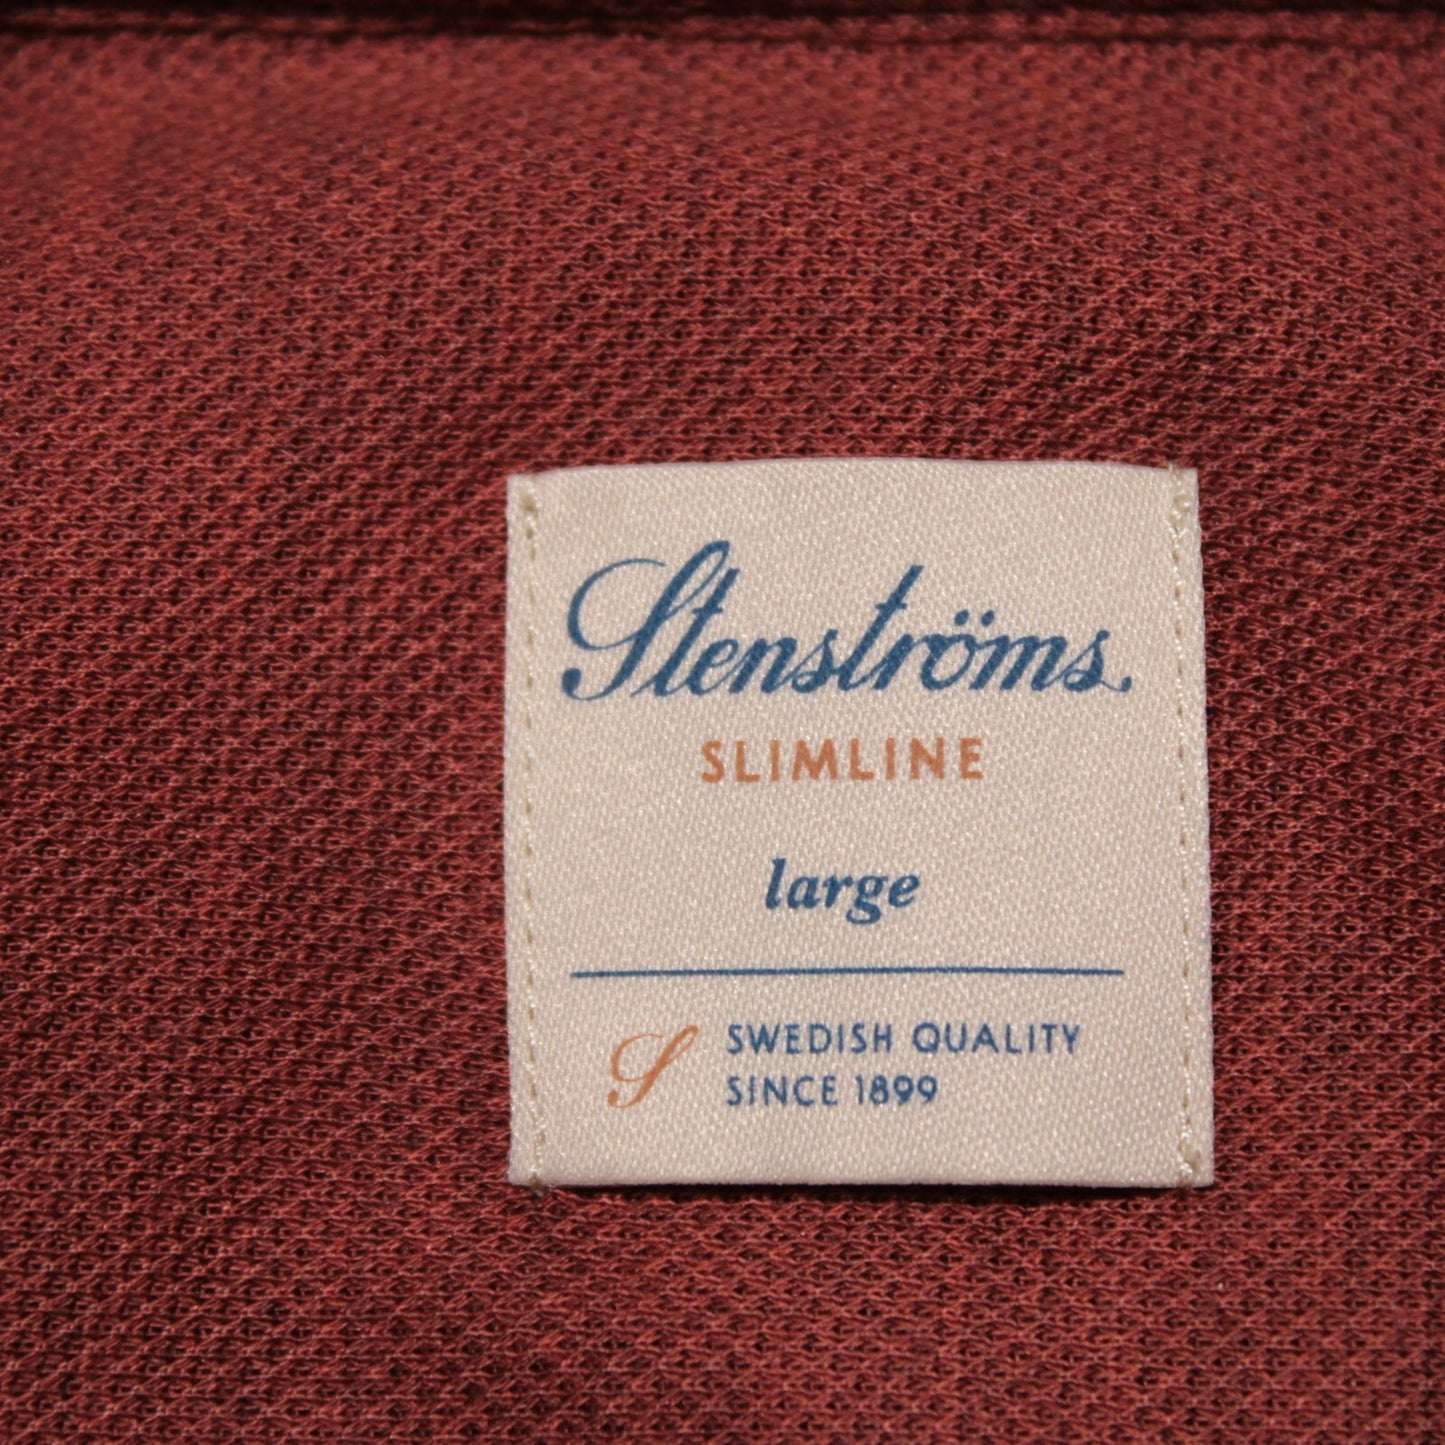 Stenströms
SLIMLINE
large
S SWEDISH QUALITY
SINCE 1899